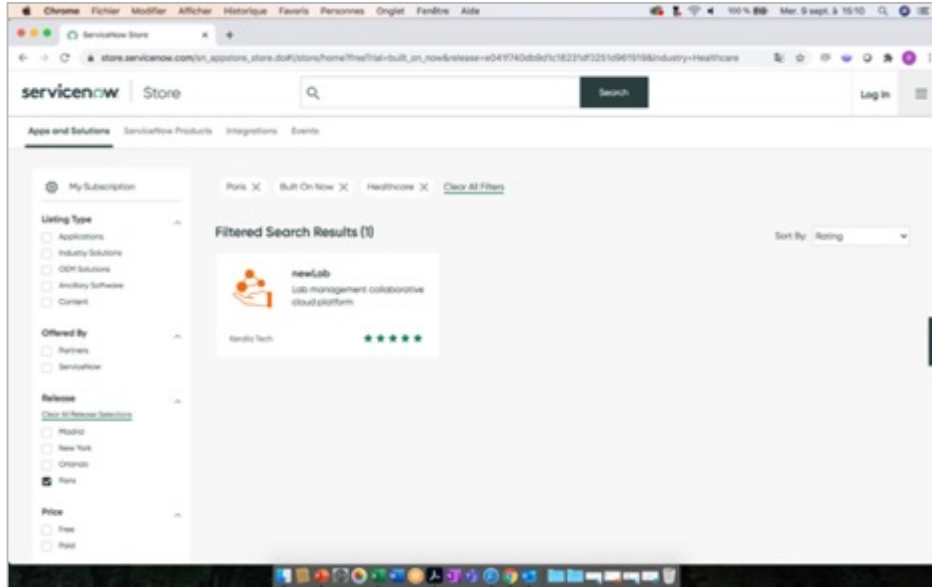 Chrome Fichier Modifier Afficher Historique Favoris Personnes Onglet Fenêtre Aide
100 % Mer. 9 sept. à 15:10
ServiceNow Store
servicenow Store
Search
Log In
Apps and Solutions ServiceNow Products Integrations Events
My Subscription
Paris Built On Now Healthcare Clear All Filters
Listing Type
Applications
Industry Solutions
OEM Solutions
Ancillary Software
Content
Filtered Search Results (1)
Sort By: Rating
newLab
Lab management collaborative
cloud platform
Tech
Offered By
Partners
ServiceNow
Release
Clear All Release Selections
Madrid
New York
Orlando
Paris
Price
Free
Paid